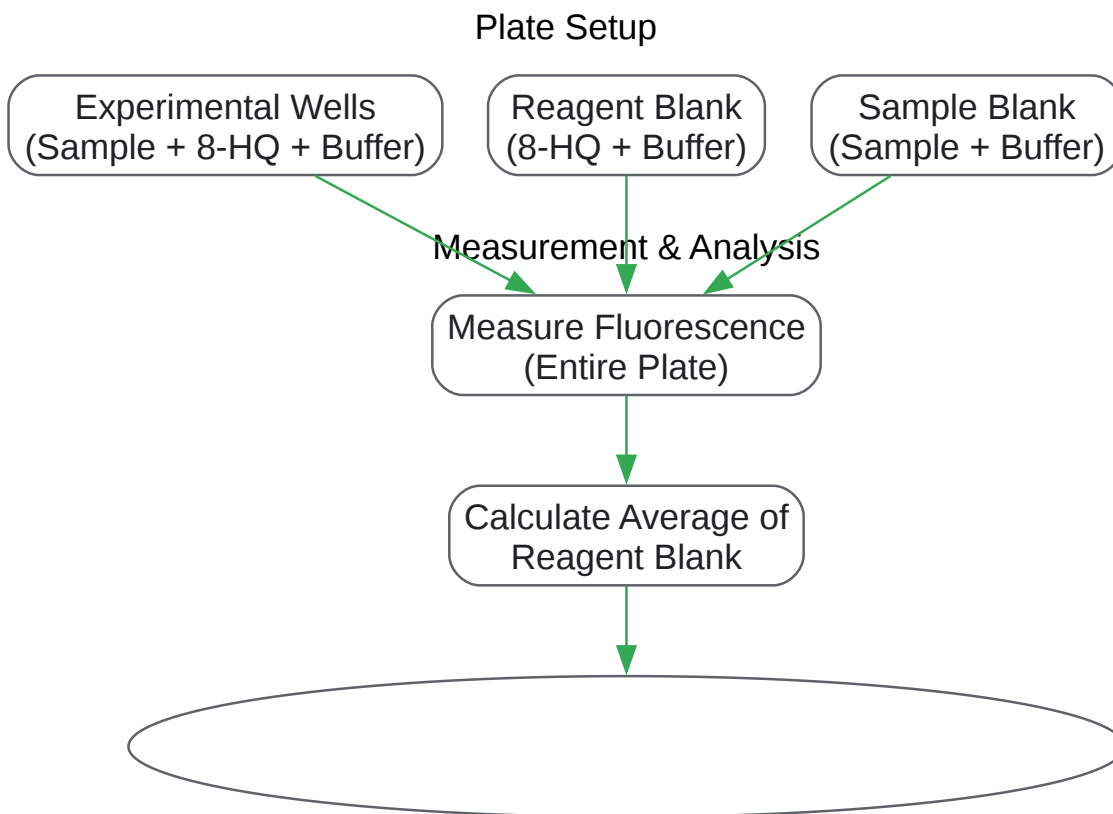 Plate Setup
Experimental Wells
(Sample + 8-HQ + Buffer)
Reagent Blank
(8-HQ + Buffer)
Sample Blank
(Sample + Buffer)
Measurement & Analysis
Measure Fluorescence
(Entire Plate)
Calculate Average of
Reagent Blank